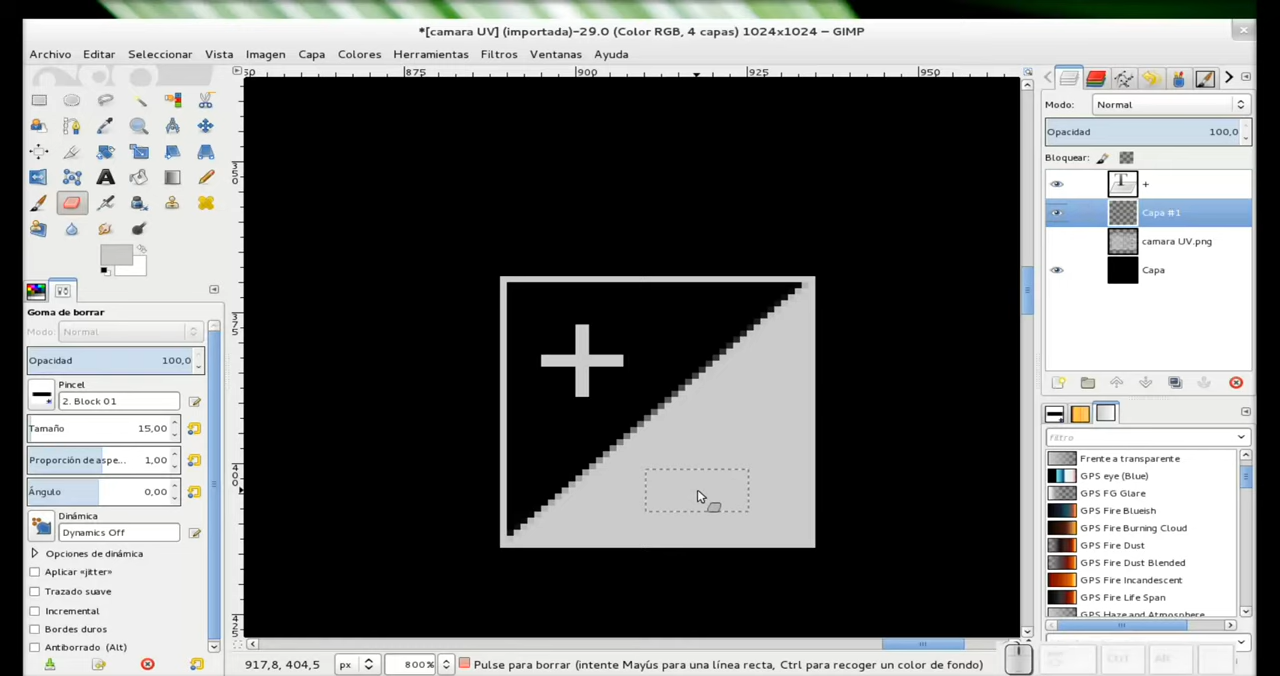 *[camara UV] (importada)-29.0 (Color RGB, 4 capas) 1024x1024 – GIMP
Archivo Editar Seleccionar Vista Imagen Capa Colores Herramientas Filtros Ventanas Ayuda
875 900 925 950
Modo: Normal
Opacidad 100,0
Bloquear:
+
Capa #1
camara UV.png
Capa
Goma de borrar
Modo: Normal
Opacidad 100,0
Pincel
2. Block 01
Tamaño 15,00
Proporción de aspe... 1,00
Ángulo 0,00
Dinámica
Dynamics Off
Opciones de dinámica
Aplicar «jitter»
Trazado suave
Incremental
Bordes duros
Antiborrado (Alt)
filtro
Frente a transparente
GPS eye (Blue)
GPS FG Glare
GPS Fire Blueish
GPS Fire Burning Cloud
GPS Fire Dust
GPS Fire Dust Blended
GPS Fire Incandescent
GPS Fire Life Span
GPS Haze and Atmosphere
917,8, 404,5 px 800% Pulse para borrar (intente Mayús para una línea recta, Ctrl para recoger un color de fondo)
Ctrl Alt